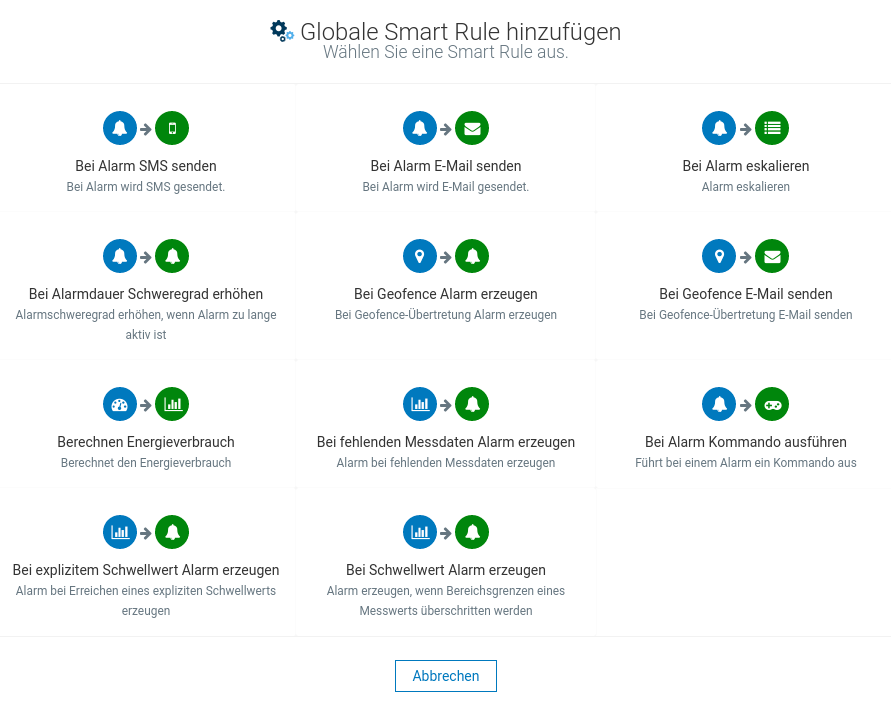 Globale Smart Rule hinzufügen
Wählen Sie eine Smart Rule aus.
Bei Alarm SMS senden
Bei Alarm wird SMS gesendet.
Bei Alarm E-Mail senden
Bei Alarm wird E-Mail gesendet.
Bei Alarm eskalieren
Alarm eskalieren
Bei Alarmdauer Schweregrad erhöhen
Alarmschweregrad erhöhen, wenn Alarm zu lange
aktiv ist
Bei Geofence Alarm erzeugen
Bei Geofence-Übertretung Alarm erzeugen
Bei Geofence E-Mail senden
Bei Geofence-Übertretung E-Mail senden
Berechnen Energieverbrauch
Berechnet den Energieverbrauch
Bei fehlenden Messdaten Alarm erzeugen
Alarm bei fehlenden Messdaten erzeugen
Bei Alarm Kommando ausführen
Führt bei einem Alarm ein Kommando aus
Bei explizitem Schwellwert Alarm erzeugen
Alarm bei Erreichen eines expliziten Schwellwerts
erzeugen
Bei Schwellwert Alarm erzeugen
Alarm erzeugen, wenn Bereichsgrenzen eines
Messwerts überschritten werden
Abbrechen